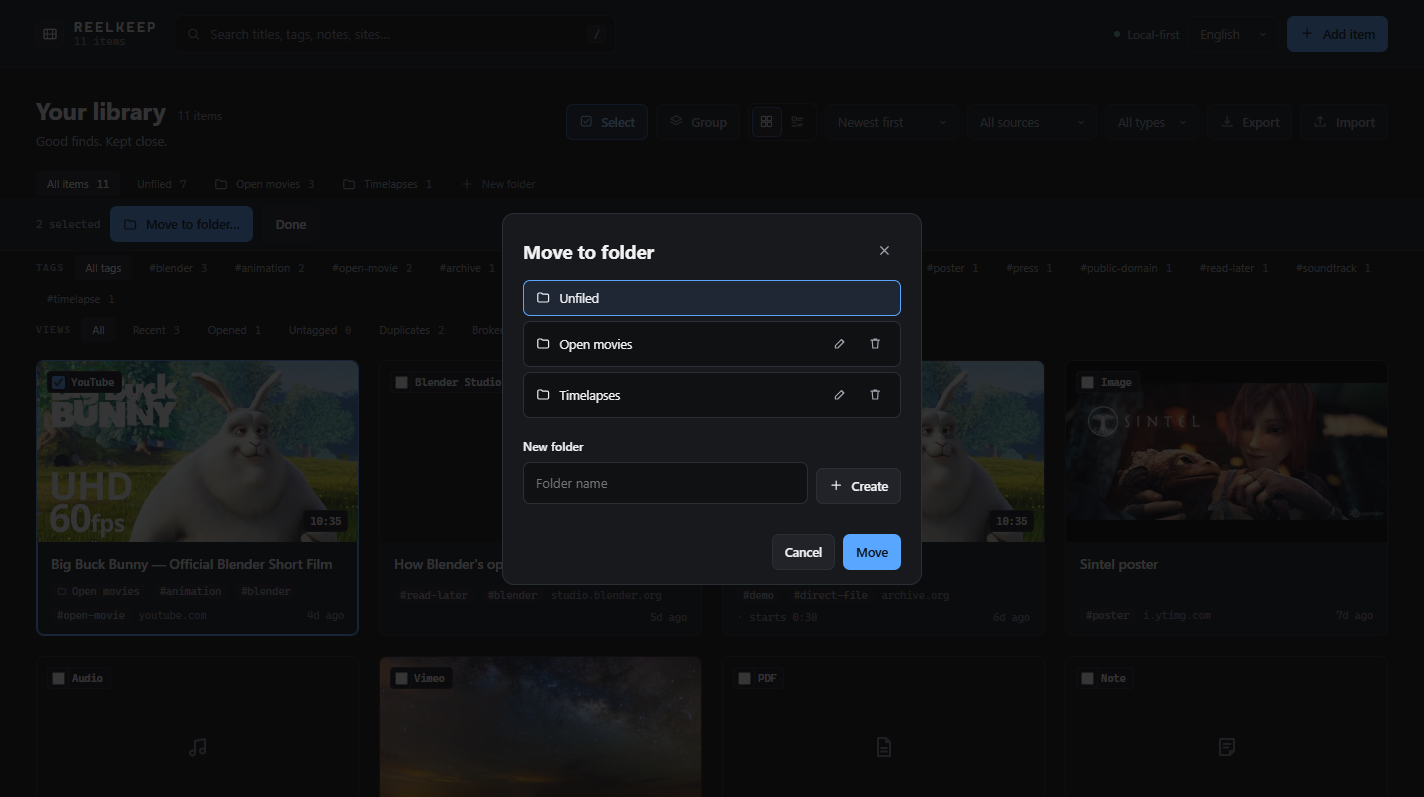 REELKEEP
11 items
Search titles, tags, notes, sites...
/
Local-first
English
Add item
Your library 11 items
Good finds. Kept close.
Select
Group
Newest first
All sources
All types
Export
Import
All items 11
Unfiled 7
Open movies 3
Timelapses 1
New folder
2 selected
Move to folder...
Done
TAGS
All tags
#blender 3
#animation 2
#open-movie 2
#archive 1
#poster 1
#press 1
#public-domain 1
#read-later 1
#soundtrack 1
#timelapse 1
VIEWS
All
Recent 3
Opened 1
Untagged 0
Duplicates 2
Move to folder
Unfiled
Open movies
Timelapses
New folder
Folder name
Create
Cancel
Move
YouTube
BIG BUCK
BUNNY
UHD
60fps
10:35
Big Buck Bunny — Official Blender Short Film
Open movies #animation #blender
#open-movie youtube.com 4d ago
Blender Studio
How Blender's op
#read-later #blender studio.blender.org
5d ago
10:35
#demo #direct-file archive.org
· starts 0:30 6d ago
Image
SINTEL
Sintel poster
#poster i.ytimg.com 7d ago
Audio
Vimeo
PDF
Note